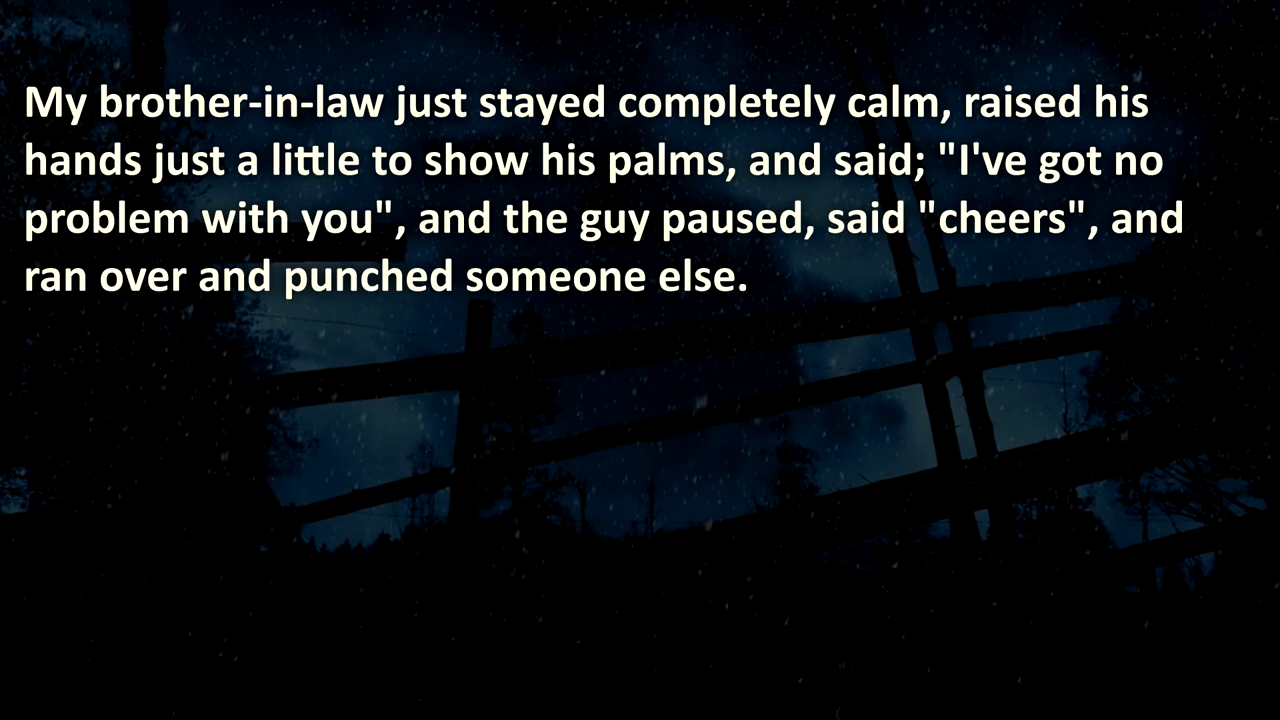 My brother-in-law just stayed completely calm, raised his
hands just a little to show his palms, and said; "I've got no
problem with you", and the guy paused, said "cheers", and
ran over and punched someone else.